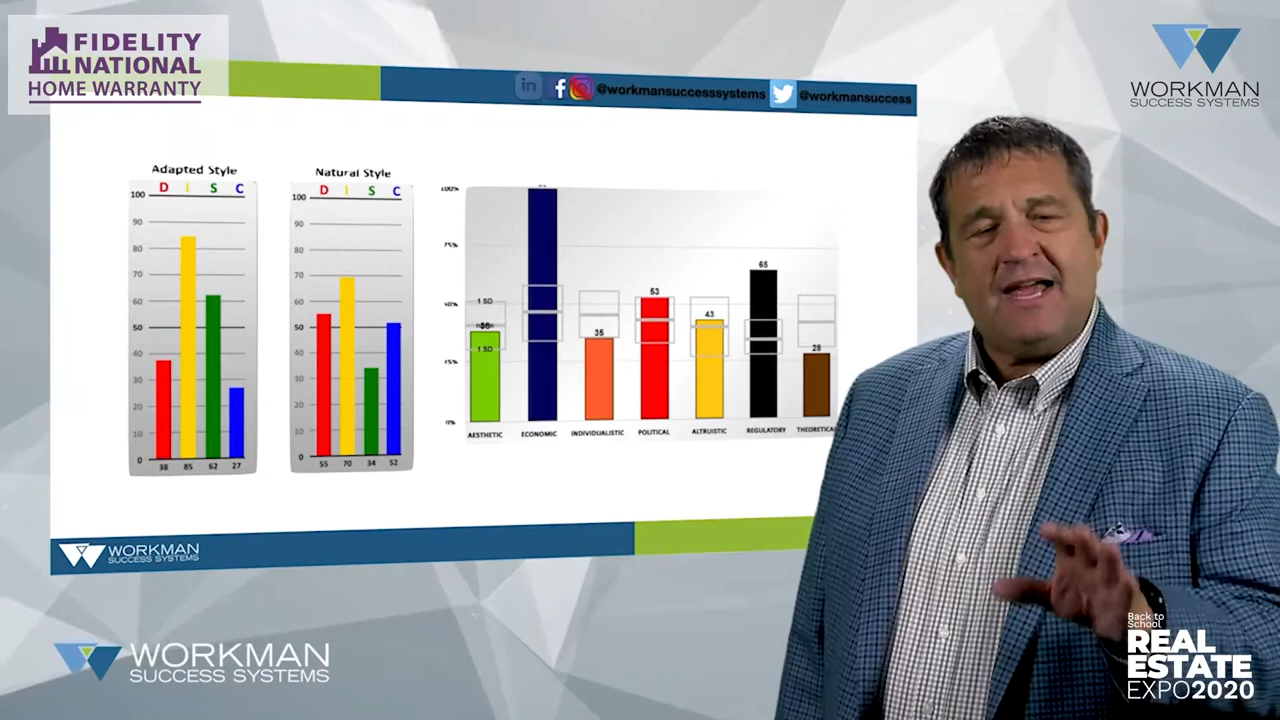 FIDELITY
NATIONAL
HOME WARRANTY
in f @workmansuccesssystems @workmansuccess
WORKMAN
SUCCESS SYSTEMS
Adapted Style
D I S C
100
90
80
70
60
50
40
30
20
10
0
38 85 62 27
Natural Style
D I S C
100
90
80
70
60
50
40
30
20
10
0
55 70 34 52
100%
75%
50%
25%
0%
35
53
43
65
28
AESTHETIC ECONOMIC INDIVIDUALISTIC POLITICAL ALTRUISTIC REGULATORY THEORETICAL
WORKMAN
SUCCESS SYSTEMS
WORKMAN
SUCCESS SYSTEMS
Back to
School
REAL
ESTATE
EXPO2020